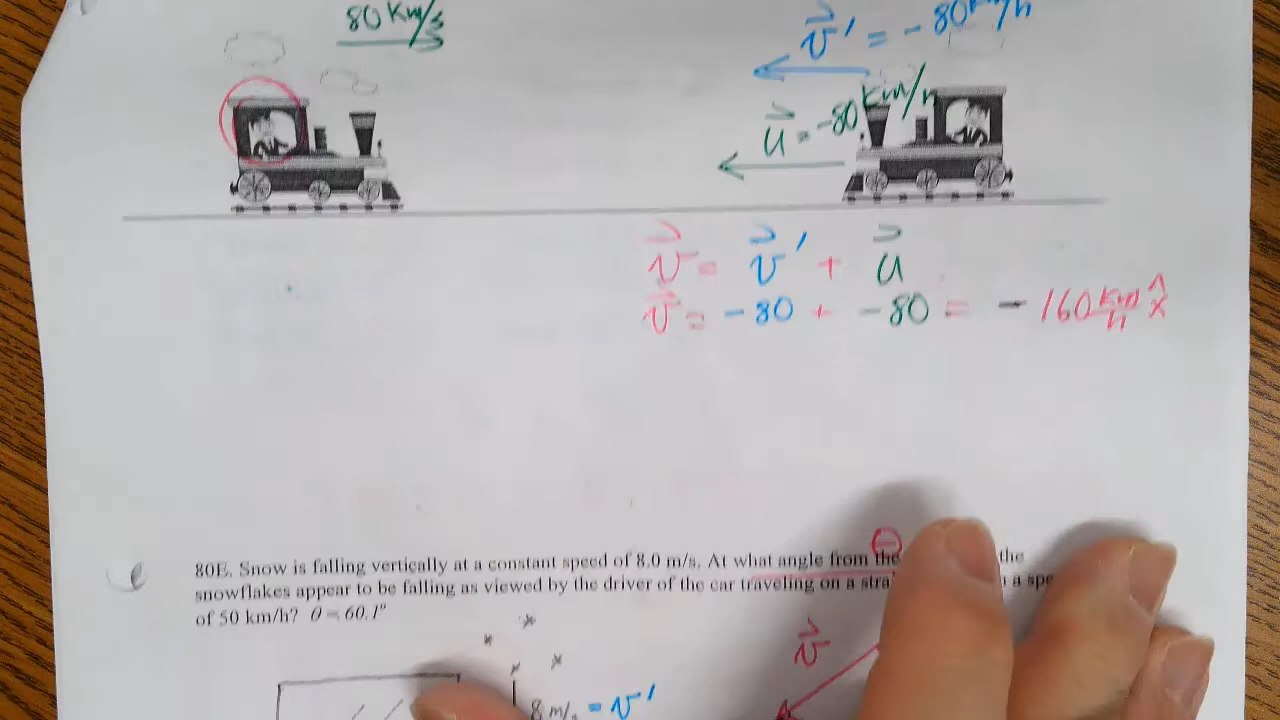 80 Km/s
v⃗' = -80 Km/h
u⃗ = -80 Km/h
v⃗ = v⃗' + u⃗
v⃗ = -80 + -80 = -160 Km/h x̂
e 80E. Snow is falling vertically at a constant speed of 8.0 m/s. At what angle from the the
snowflakes appear to be falling as viewed by the driver of the car traveling on a a
of 50 km/h? θ = 60.1°
v⃗
8 m/s = v'